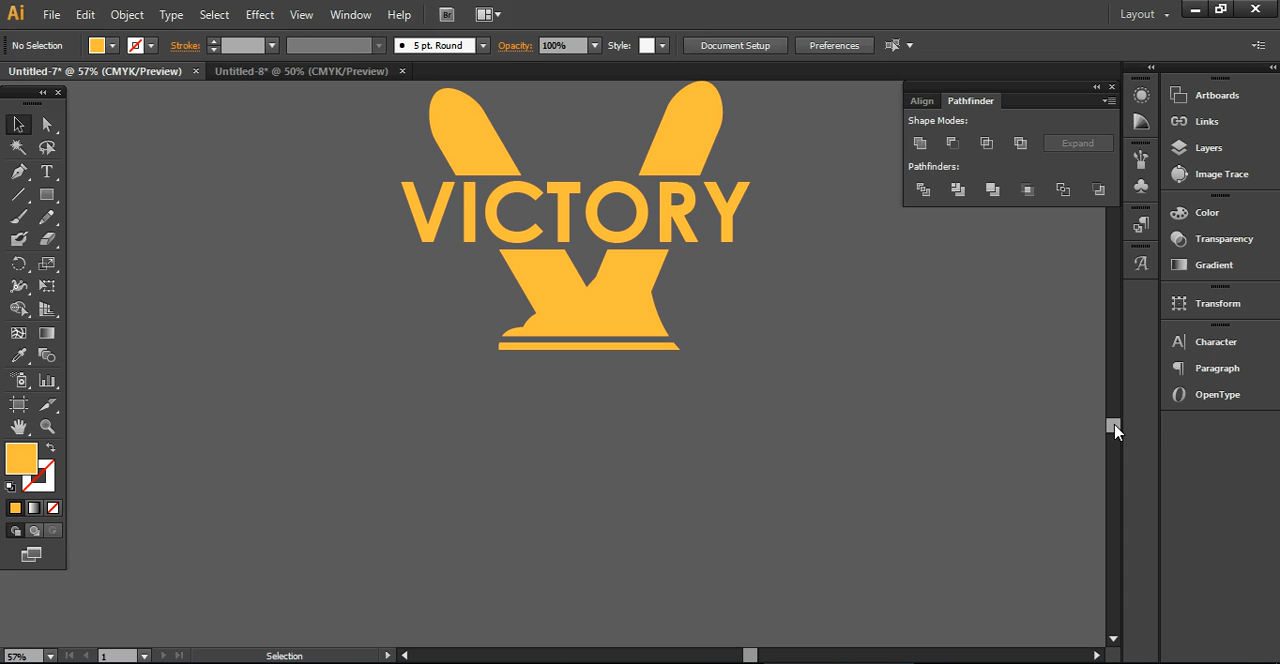 Ai File Edit Object Type Select Effect View Window Help Br Layout
No Selection Stroke: 5 pt. Round Opacity: 100% Style: Document Setup Preferences
Untitled-7* @ 57% (CMYK/Preview) × Untitled-8* @ 50% (CMYK/Preview) ×
Align Pathfinder
Shape Modes:
Expand
Pathfinders:
Artboards
Links
Layers
Image Trace
Color
Transparency
Gradient
Transform
Character
Paragraph
OpenType
VICTORY
57% 1 Selection